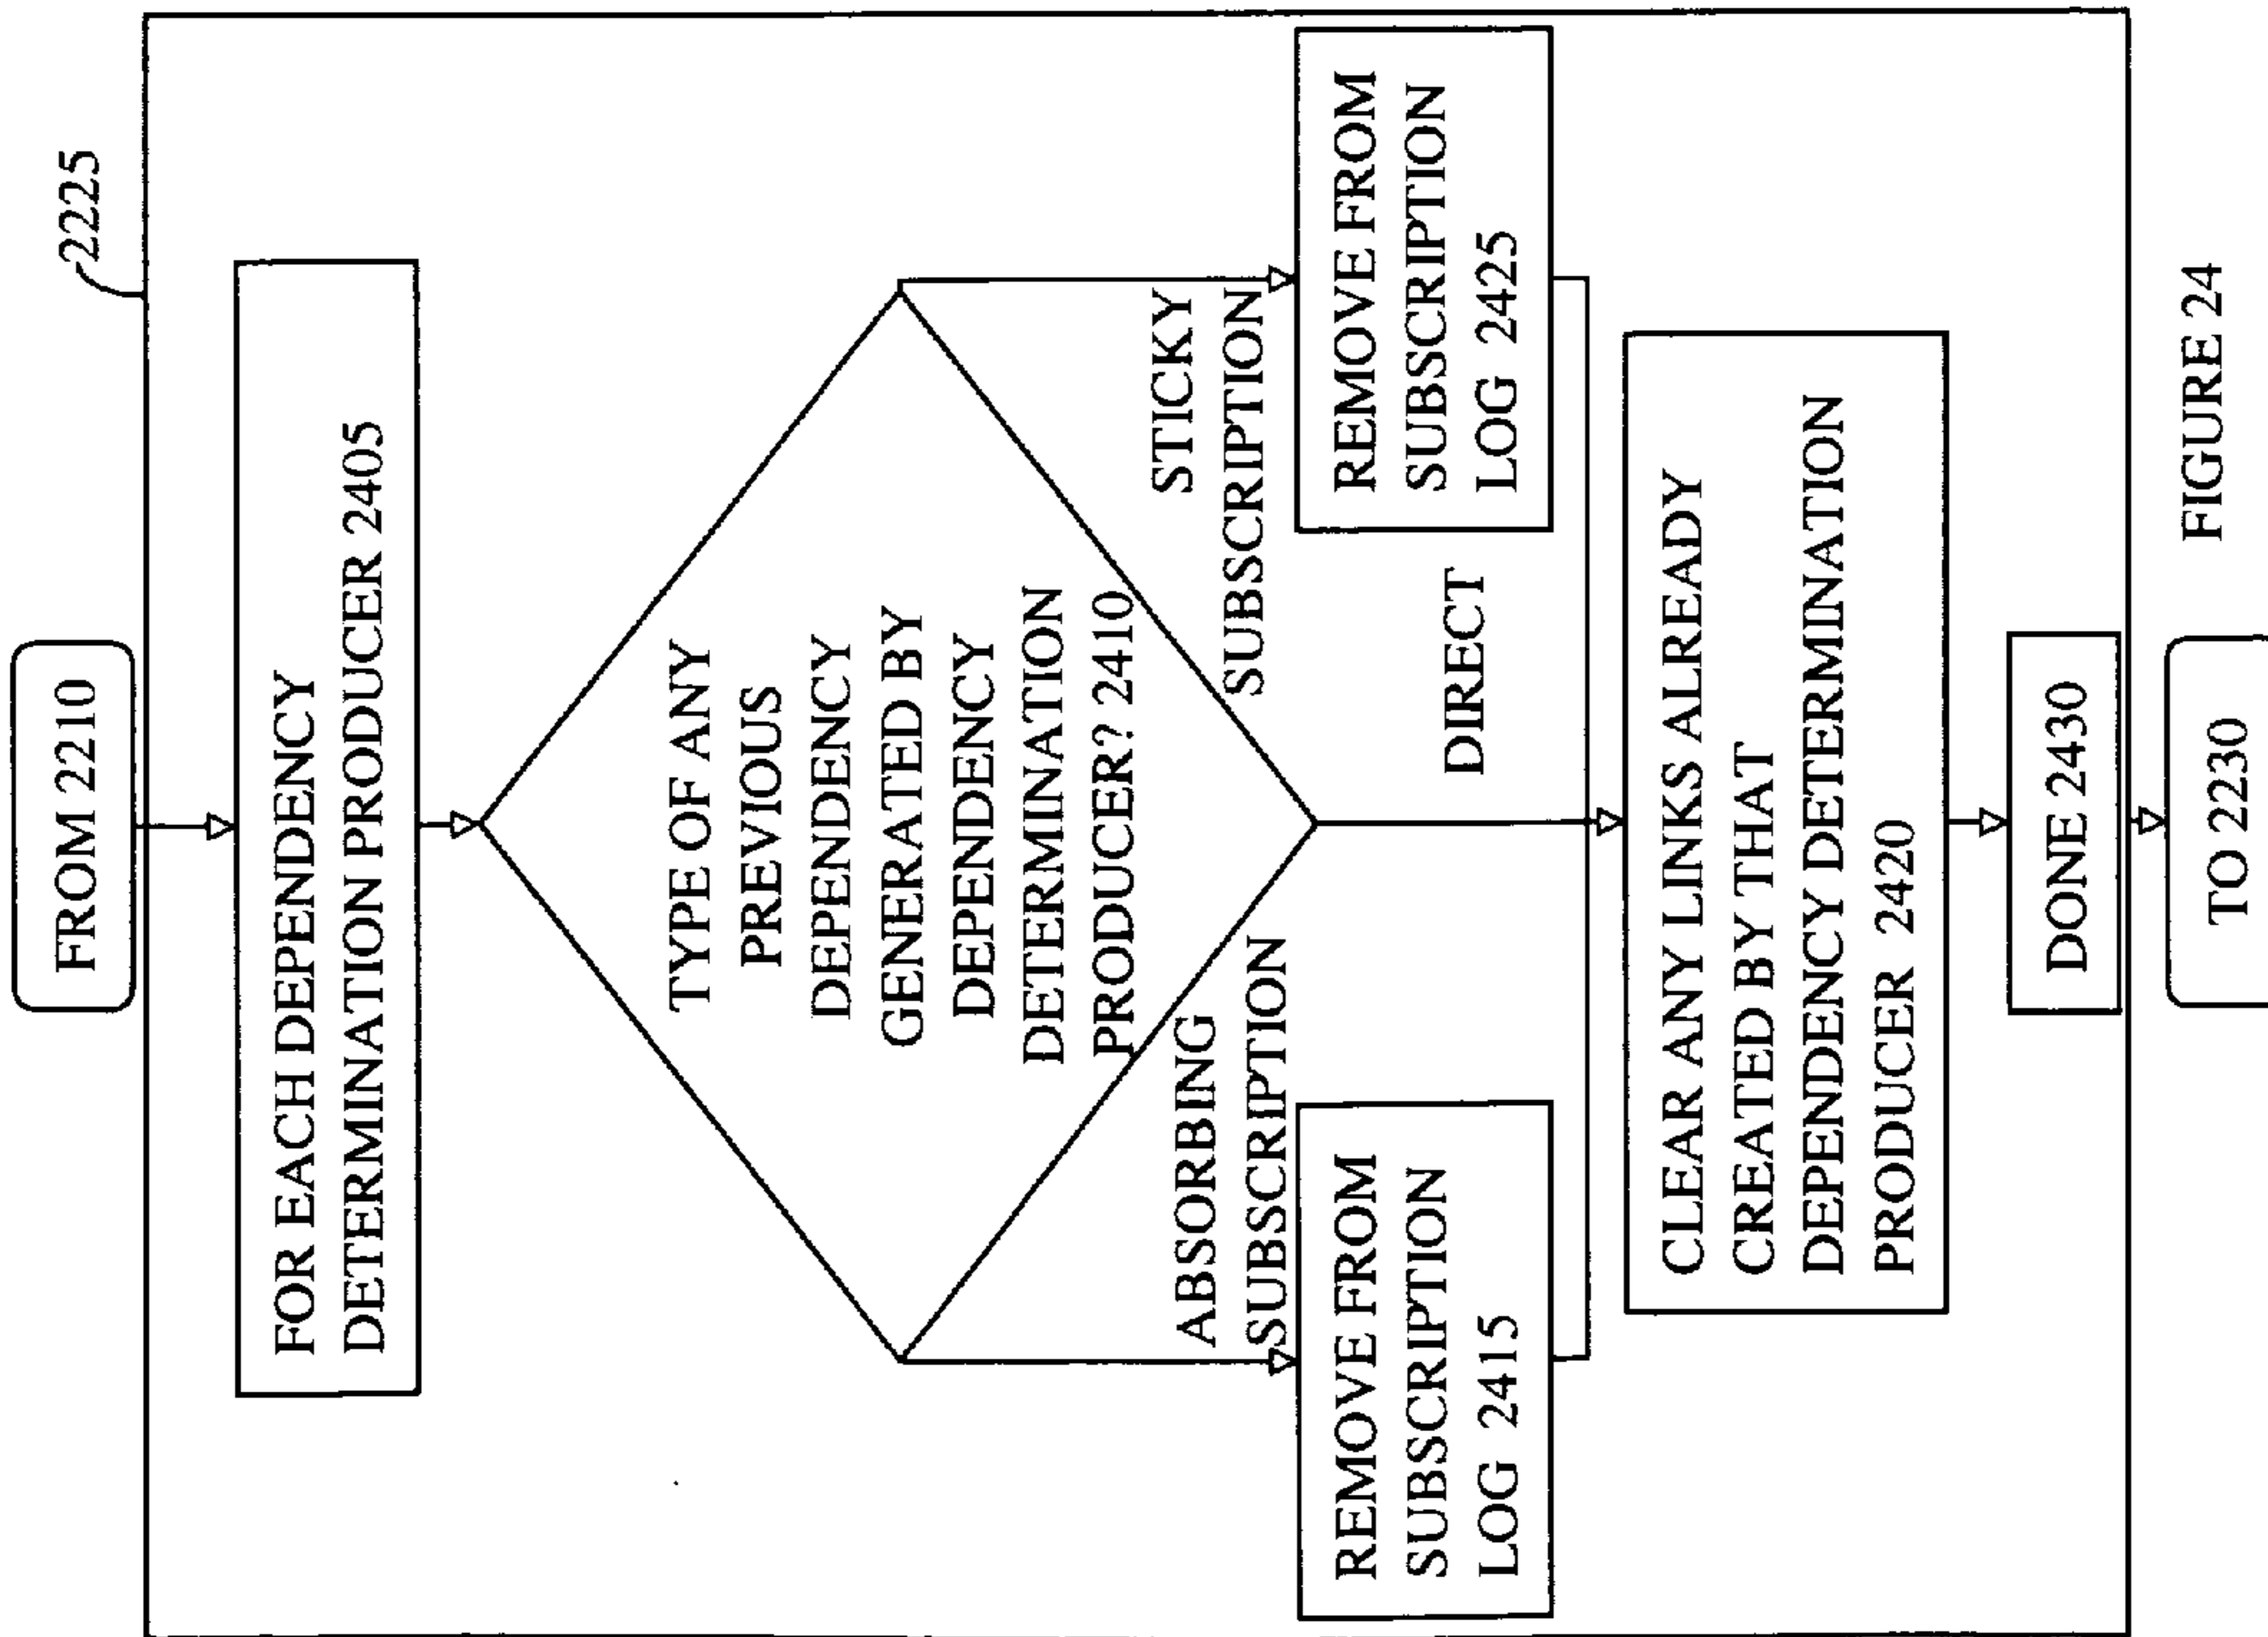 2225
FROM 2210
FOR EACH DEPENDENCY
DETERMINATION PRODUCER 2405
TYPE OF ANY
PREVIOUS
DEPENDENCY
GENERATED BY
DEPENDENCY
DETERMINATION
PRODUCER? 2410
ABSORBING
SUBSCRIPTION
STICKY
SUBSCRIPTION
REMOVE FROM
SUBSCRIPTION
LOG 2415
DIRECT
REMOVE FROM
SUBSCRIPTION
LOG 2425
CLEAR ANY LINKS ALREADY
CREATED BY THAT
DEPENDENCY DETERMINATION
PRODUCER 2420
DONE 2430
TO 2230
FIGURE 24